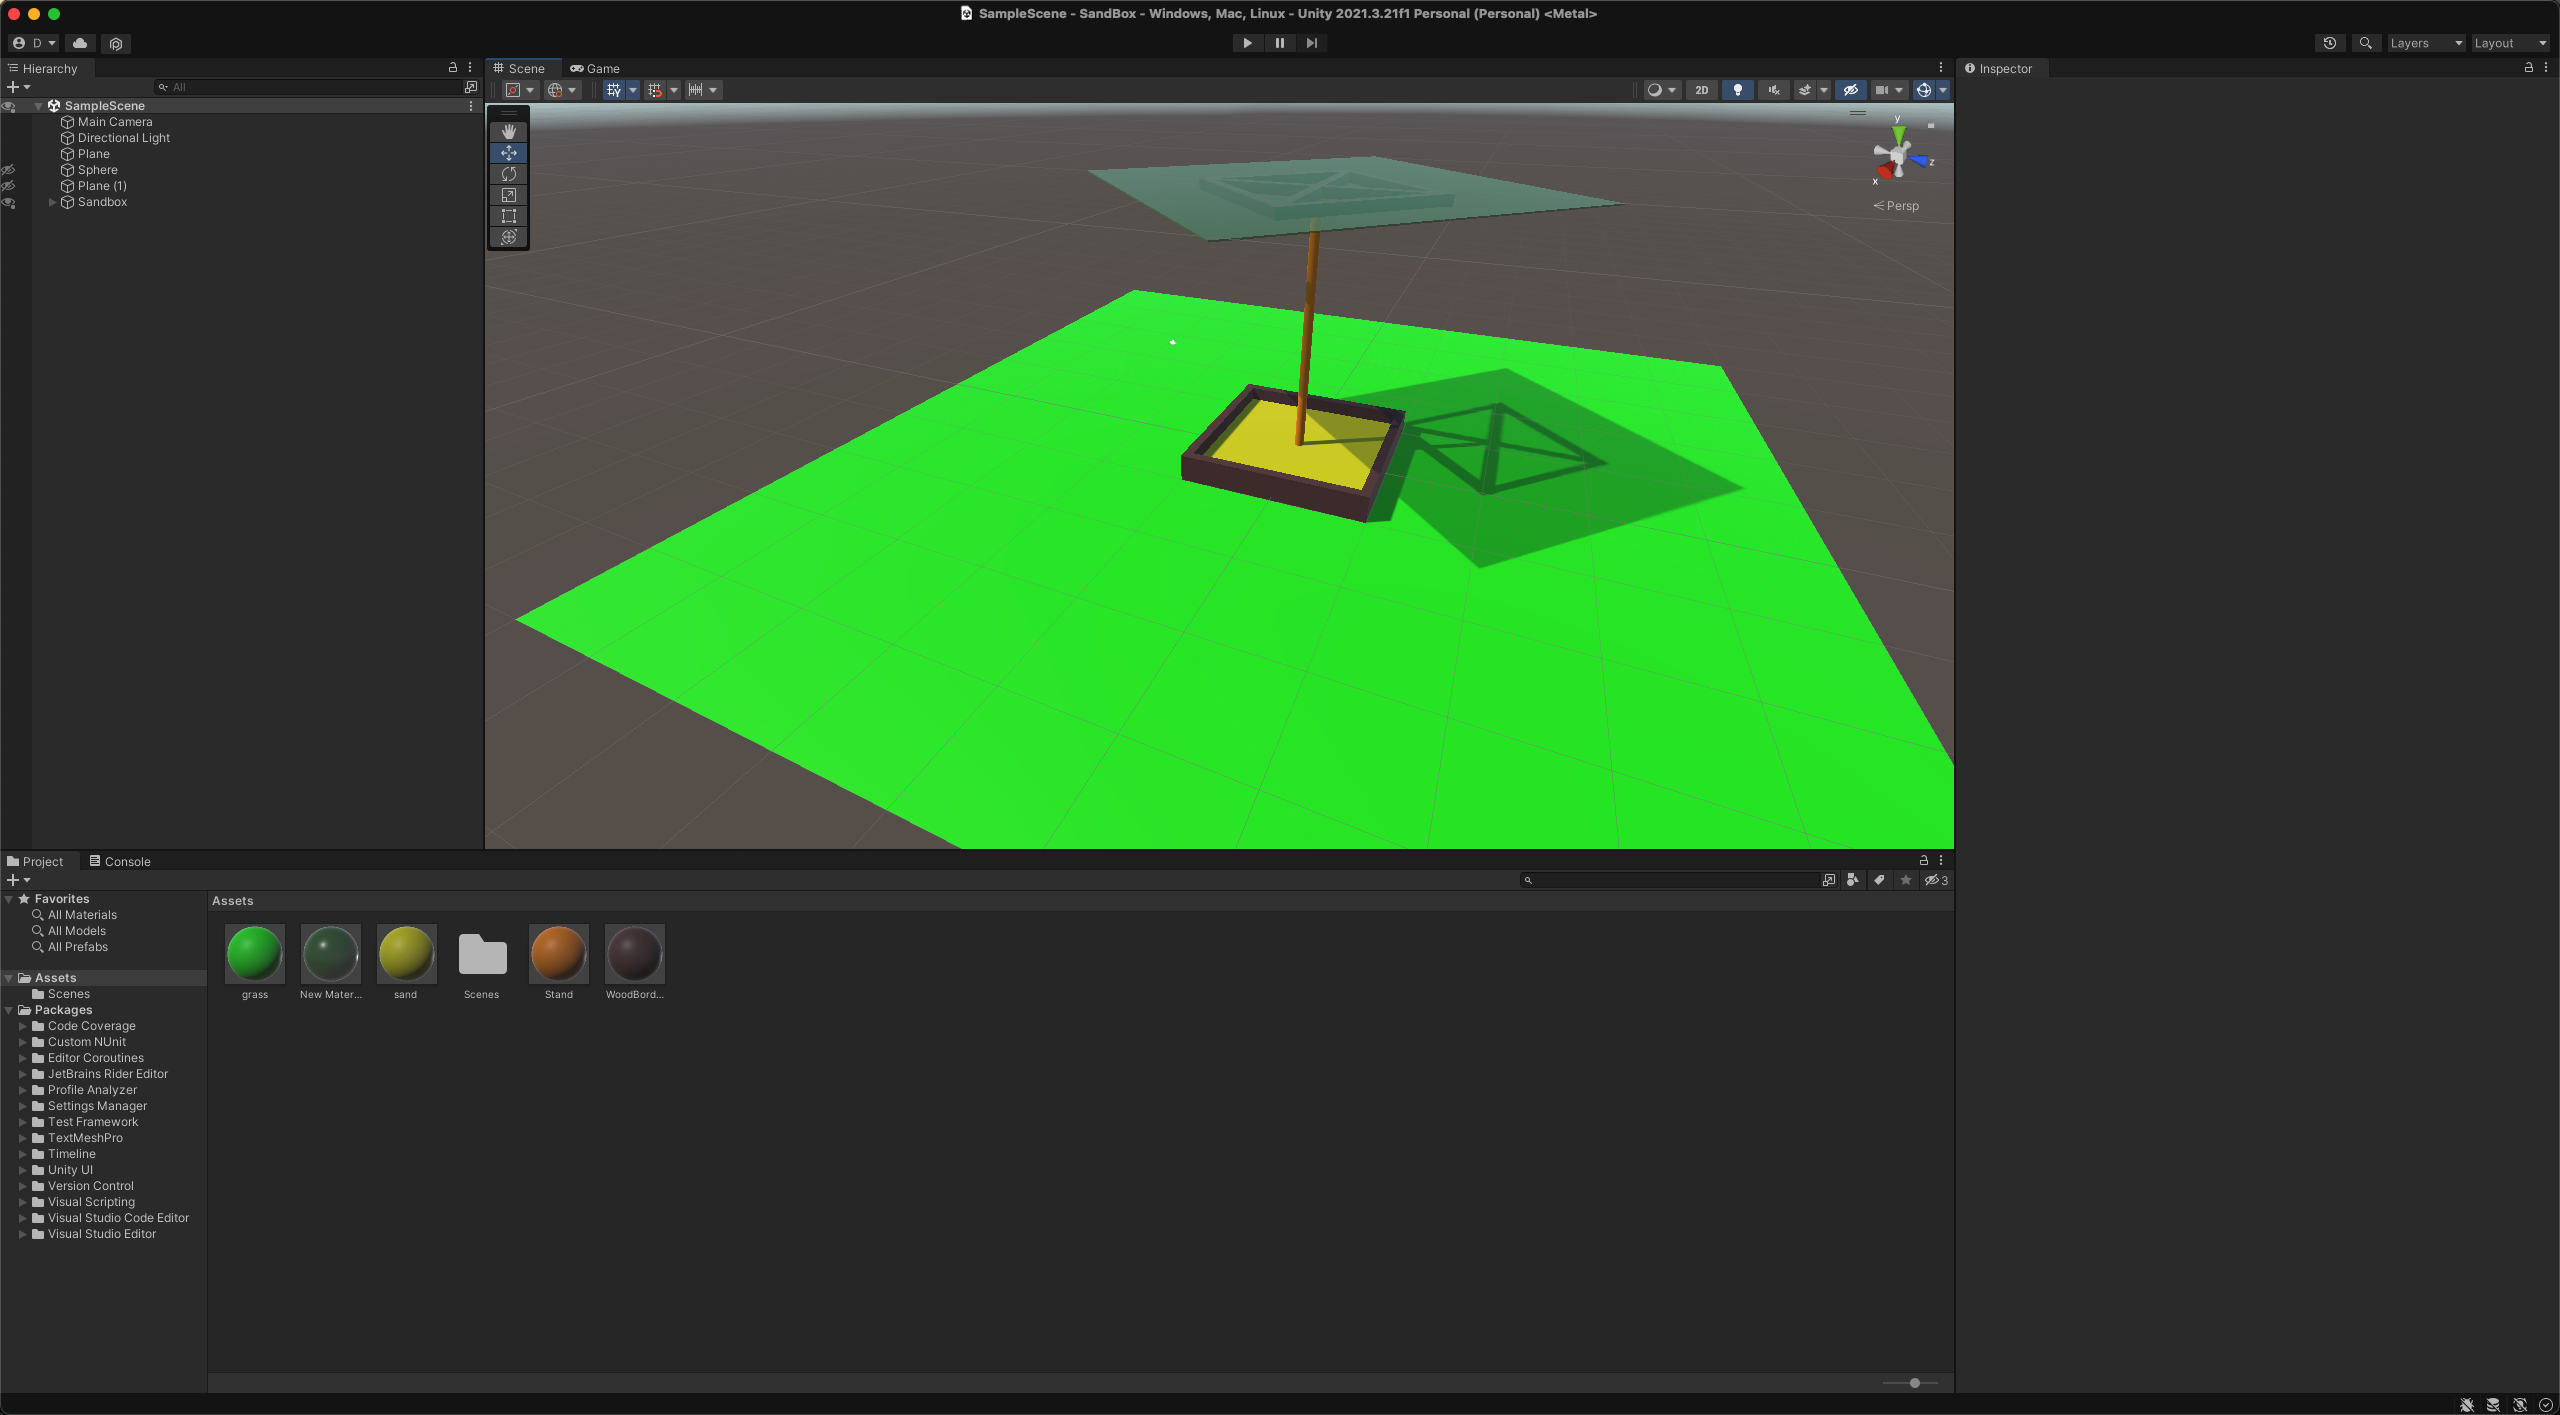 SampleScene - SandBox - Windows, Mac, Linux - Unity 2021.3.21f1 Personal (Personal) <Metal>
D
Layers
Layout
Hierarchy
All
SampleScene
Main Camera
Directional Light
Plane
Sphere
Plane (1)
Sandbox
Scene
Game
2D
y
z
x
Persp
Inspector
Project
Console
3
Favorites
All Materials
All Models
All Prefabs
Assets
Scenes
Packages
Code Coverage
Custom NUnit
Editor Coroutines
JetBrains Rider Editor
Profile Analyzer
Settings Manager
Test Framework
TextMeshPro
Timeline
Unity UI
Version Control
Visual Scripting
Visual Studio Code Editor
Visual Studio Editor
Assets
grass
New Mater...
sand
Scenes
Stand
WoodBord...